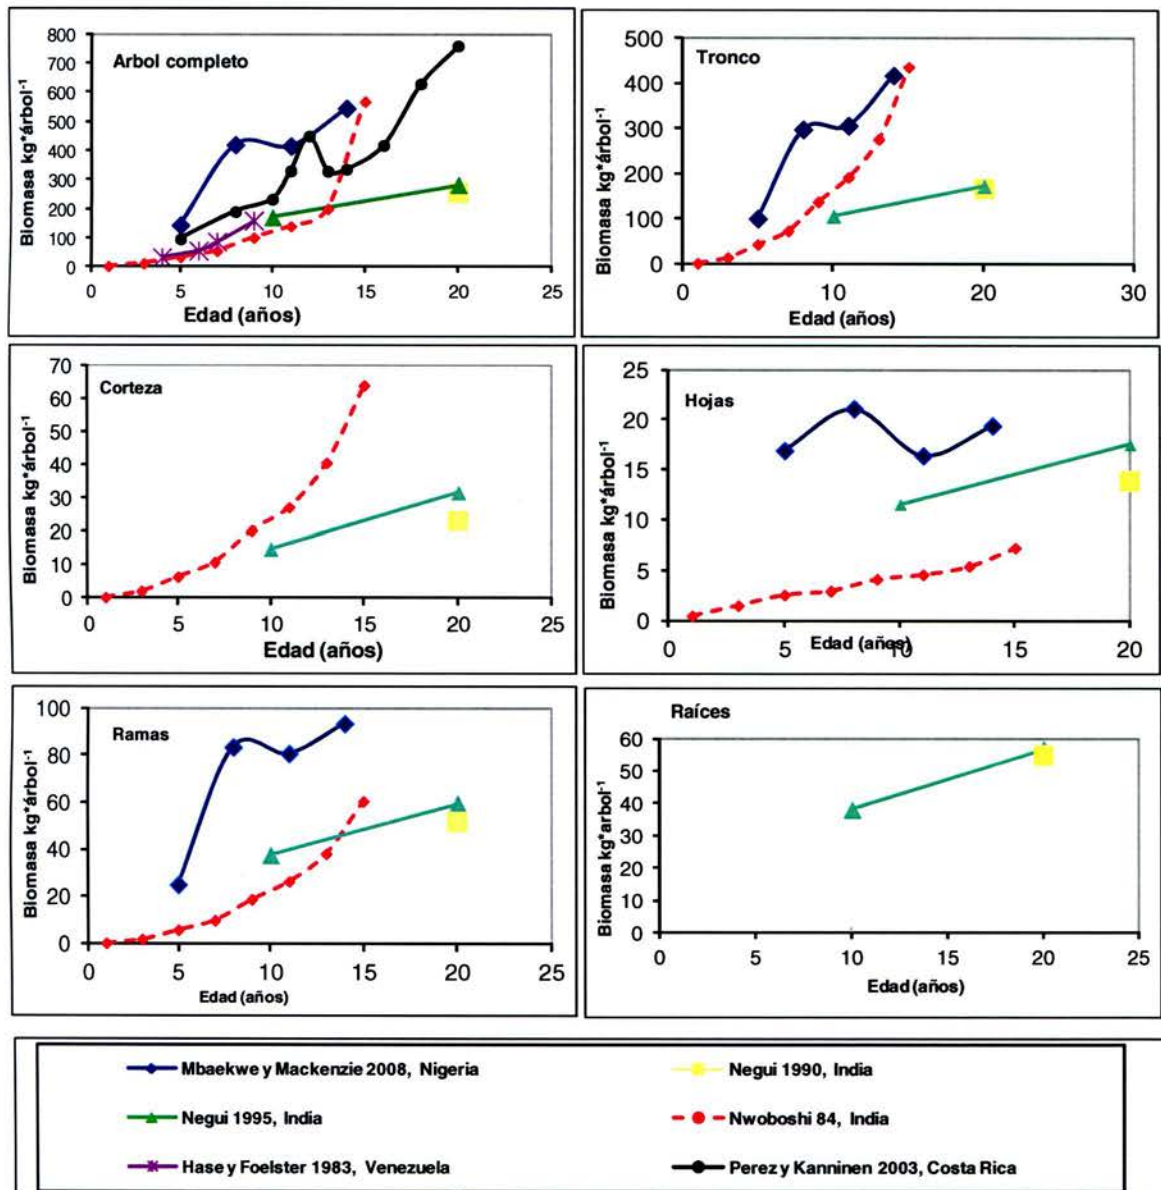 Arbol completo
Biomasa kg*árbol-1
800
700
600
500
400
300
200
100
0
0 5 10 15 20 25
Edad (años)
Tronco
Biomasa kg*árbol-1
500
400
300
200
100
0
0 10 20 30
Edad (años)
Corteza
Biomasa kg*árbol-1
70
60
50
40
30
20
10
0
0 5 10 15 20 25
Edad (años)
Hojas
Biomasa kg*árbol-1
25
20
15
10
5
0
0 5 10 15 20
Edad (años)
Ramas
Biomasa kg*árbol-1
100
80
60
40
20
0
0 5 10 15 20 25
Edad (años)
Raíces
Biomasa kg*arbol-1
60
50
40
30
20
10
0
0 5 10 15 20 25
Edad (años)
Mbaekwe y Mackenzie 2008, Nigeria
Negui 1990, India
Negui 1995, India
Nwoboshi 84, India
Hase y Foelster 1983, Venezuela
Perez y Kanninen 2003, Costa Rica